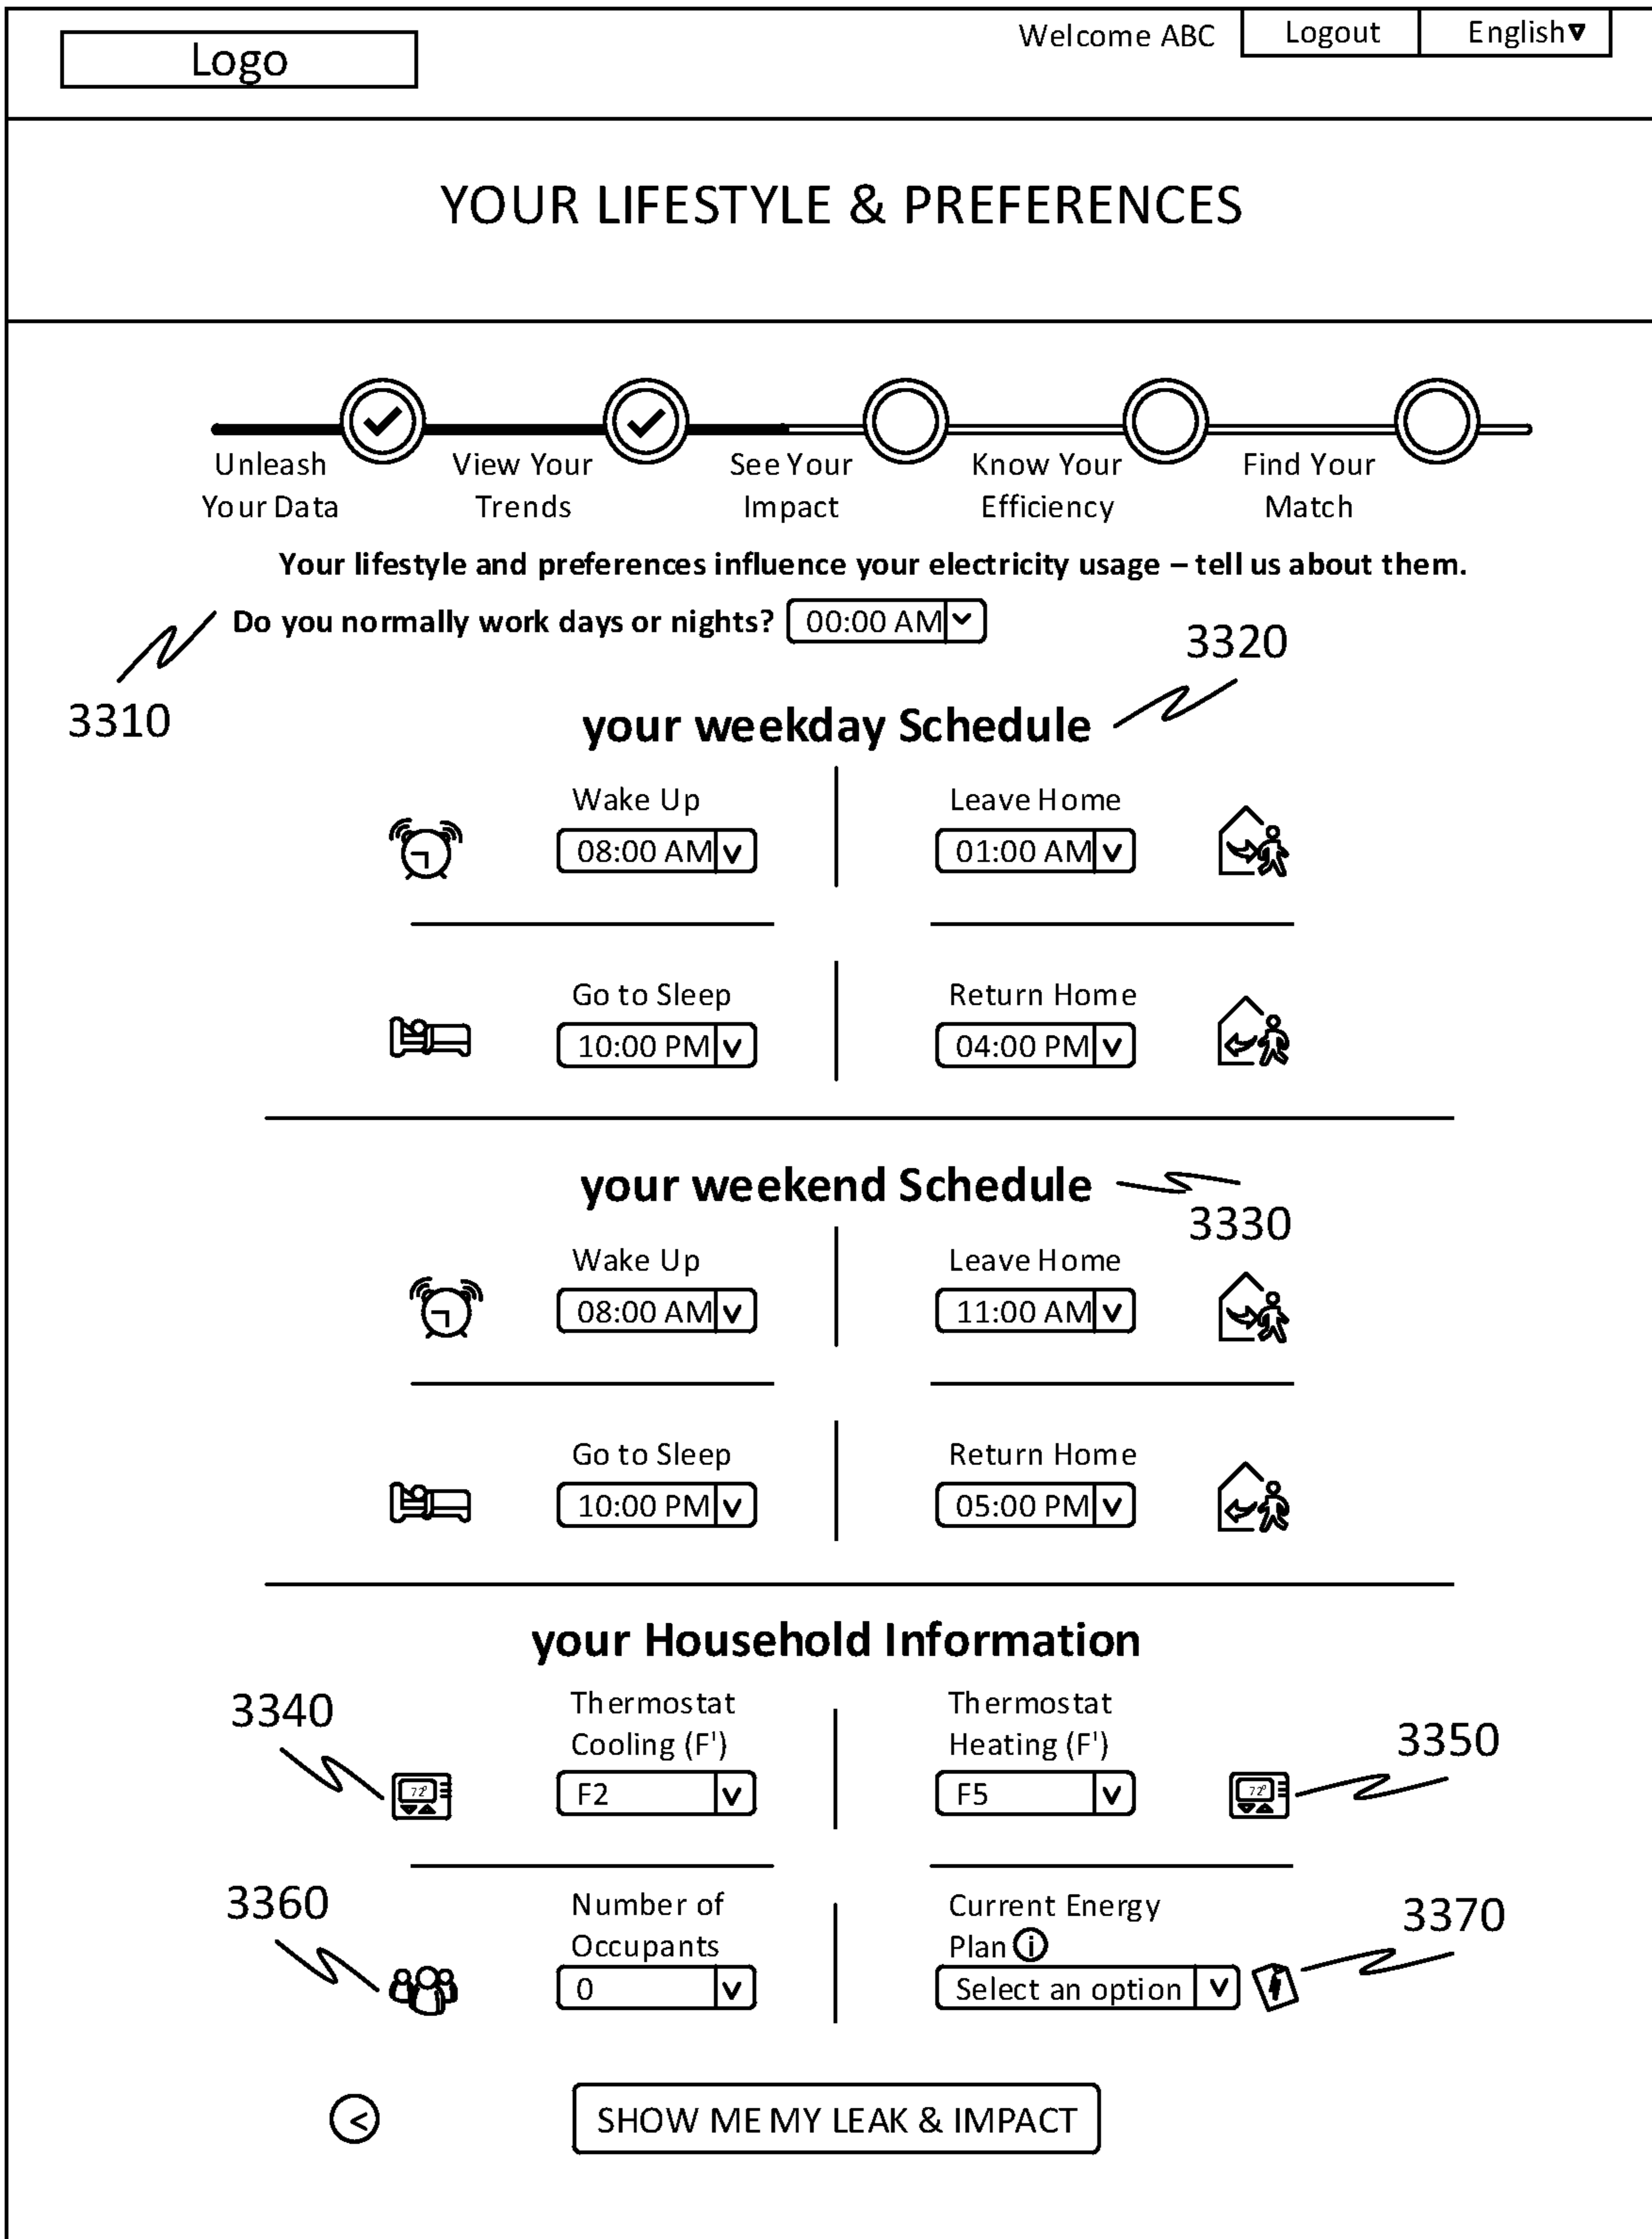 Logo
Welcome ABC Logout English
YOUR LIFESTYLE & PREFERENCES
Unleash View Your See Your Know Your Find Your
Your Data Trends Impact Efficiency Match
Your lifestyle and preferences influence your electricity usage – tell us about them.
Do you normally work days or nights? 00:00 AM
3310
3320
your weekday Schedule
Wake Up Leave Home
08:00 AM 01:00 AM
Go to Sleep Return Home
10:00 PM 04:00 PM
your weekend Schedule
3330
Wake Up Leave Home
08:00 AM 11:00 AM
Go to Sleep Return Home
10:00 PM 05:00 PM
your Household Information
3340
Thermostat Thermostat
Cooling (F¹) Heating (F¹)
3350
72⁰ F2 F5 72⁰
3360
Number of Current Energy
Occupants Plan i
3370
0 Select an option
< SHOW ME MY LEAK & IMPACT